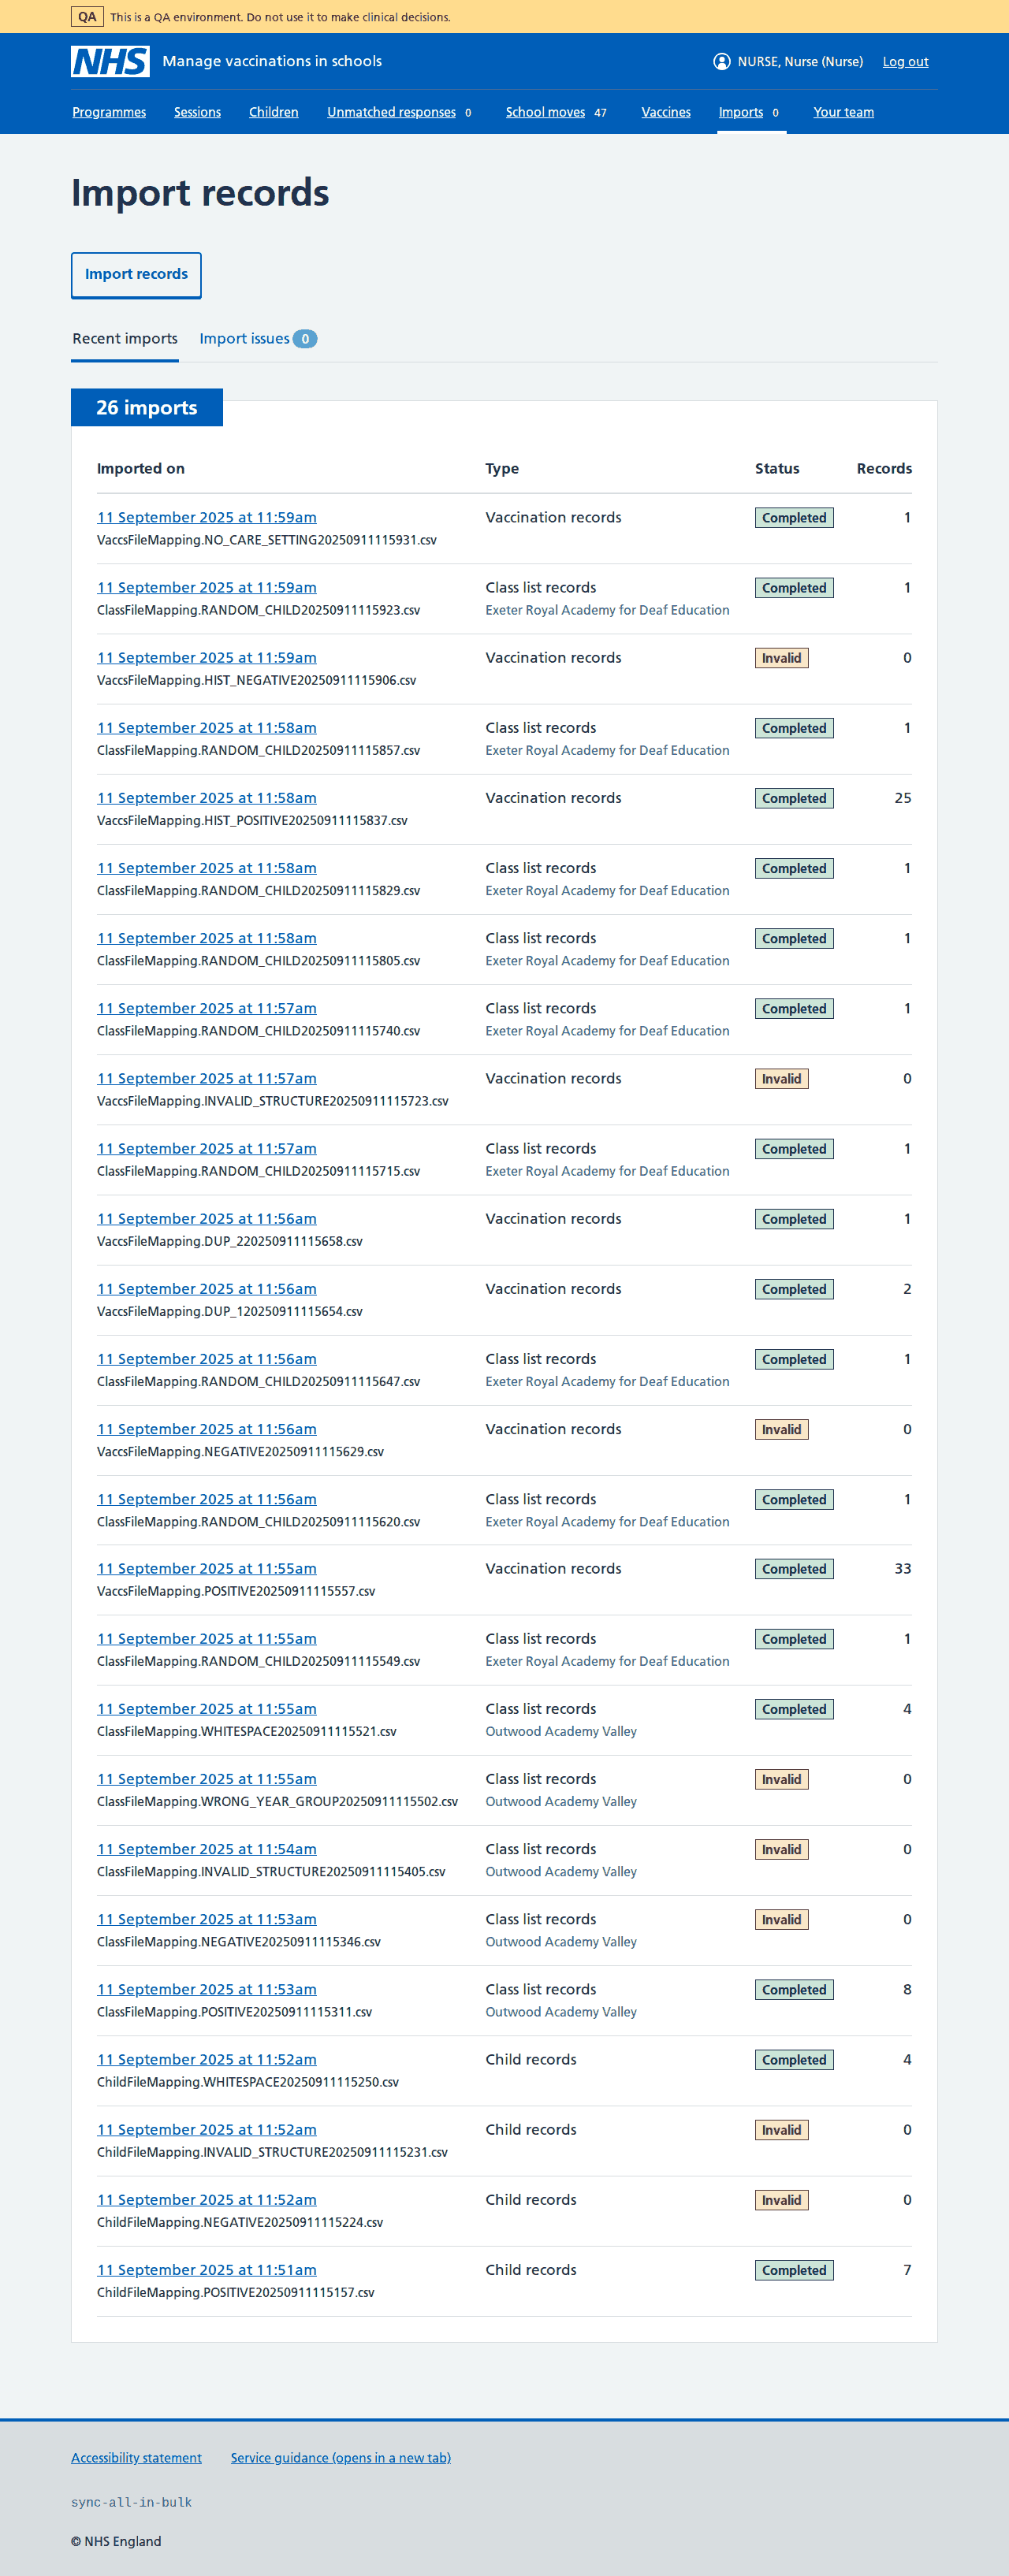 QA This is a QA environment. Do not use it to make clinical decisions.
NHS Manage vaccinations in schools NURSE, Nurse (Nurse) Log out
Programmes Sessions Children Unmatched responses 0 School moves 47 Vaccines Imports 0 Your team
Import records
Import records
Recent imports Import issues 0
26 imports
Imported on Type Status Records
11 September 2025 at 11:59am Vaccination records Completed 1
VaccsFileMapping.NO_CARE_SETTING20250911115931.csv
11 September 2025 at 11:59am Class list records Completed 1
ClassFileMapping.RANDOM_CHILD20250911115923.csv Exeter Royal Academy for Deaf Education
11 September 2025 at 11:59am Vaccination records Invalid 0
VaccsFileMapping.HIST_NEGATIVE20250911115906.csv
11 September 2025 at 11:58am Class list records Completed 1
ClassFileMapping.RANDOM_CHILD20250911115857.csv Exeter Royal Academy for Deaf Education
11 September 2025 at 11:58am Vaccination records Completed 25
VaccsFileMapping.HIST_POSITIVE20250911115837.csv
11 September 2025 at 11:58am Class list records Completed 1
ClassFileMapping.RANDOM_CHILD20250911115829.csv Exeter Royal Academy for Deaf Education
11 September 2025 at 11:58am Class list records Completed 1
ClassFileMapping.RANDOM_CHILD20250911115805.csv Exeter Royal Academy for Deaf Education
11 September 2025 at 11:57am Class list records Completed 1
ClassFileMapping.RANDOM_CHILD20250911115740.csv Exeter Royal Academy for Deaf Education
11 September 2025 at 11:57am Vaccination records Invalid 0
VaccsFileMapping.INVALID_STRUCTURE20250911115723.csv
11 September 2025 at 11:57am Class list records Completed 1
ClassFileMapping.RANDOM_CHILD20250911115715.csv Exeter Royal Academy for Deaf Education
11 September 2025 at 11:56am Vaccination records Completed 1
VaccsFileMapping.DUP_220250911115658.csv
11 September 2025 at 11:56am Vaccination records Completed 2
VaccsFileMapping.DUP_120250911115654.csv
11 September 2025 at 11:56am Class list records Completed 1
ClassFileMapping.RANDOM_CHILD20250911115647.csv Exeter Royal Academy for Deaf Education
11 September 2025 at 11:56am Vaccination records Invalid 0
VaccsFileMapping.NEGATIVE20250911115629.csv
11 September 2025 at 11:56am Class list records Completed 1
ClassFileMapping.RANDOM_CHILD20250911115620.csv Exeter Royal Academy for Deaf Education
11 September 2025 at 11:55am Vaccination records Completed 33
VaccsFileMapping.POSITIVE20250911115557.csv
11 September 2025 at 11:55am Class list records Completed 1
ClassFileMapping.RANDOM_CHILD20250911115549.csv Exeter Royal Academy for Deaf Education
11 September 2025 at 11:55am Class list records Completed 4
ClassFileMapping.WHITESPACE20250911115521.csv Outwood Academy Valley
11 September 2025 at 11:55am Class list records Invalid 0
ClassFileMapping.WRONG_YEAR_GROUP20250911115502.csv Outwood Academy Valley
11 September 2025 at 11:54am Class list records Invalid 0
ClassFileMapping.INVALID_STRUCTURE20250911115405.csv Outwood Academy Valley
11 September 2025 at 11:53am Class list records Invalid 0
ClassFileMapping.NEGATIVE20250911115346.csv Outwood Academy Valley
11 September 2025 at 11:53am Class list records Completed 8
ClassFileMapping.POSITIVE20250911115311.csv Outwood Academy Valley
11 September 2025 at 11:52am Child records Completed 4
ChildFileMapping.WHITESPACE20250911115250.csv
11 September 2025 at 11:52am Child records Invalid 0
ChildFileMapping.INVALID_STRUCTURE20250911115231.csv
11 September 2025 at 11:52am Child records Invalid 0
ChildFileMapping.NEGATIVE20250911115224.csv
11 September 2025 at 11:51am Child records Completed 7
ChildFileMapping.POSITIVE20250911115157.csv
Accessibility statement Service guidance (opens in a new tab)
sync-all-in-bulk
© NHS England